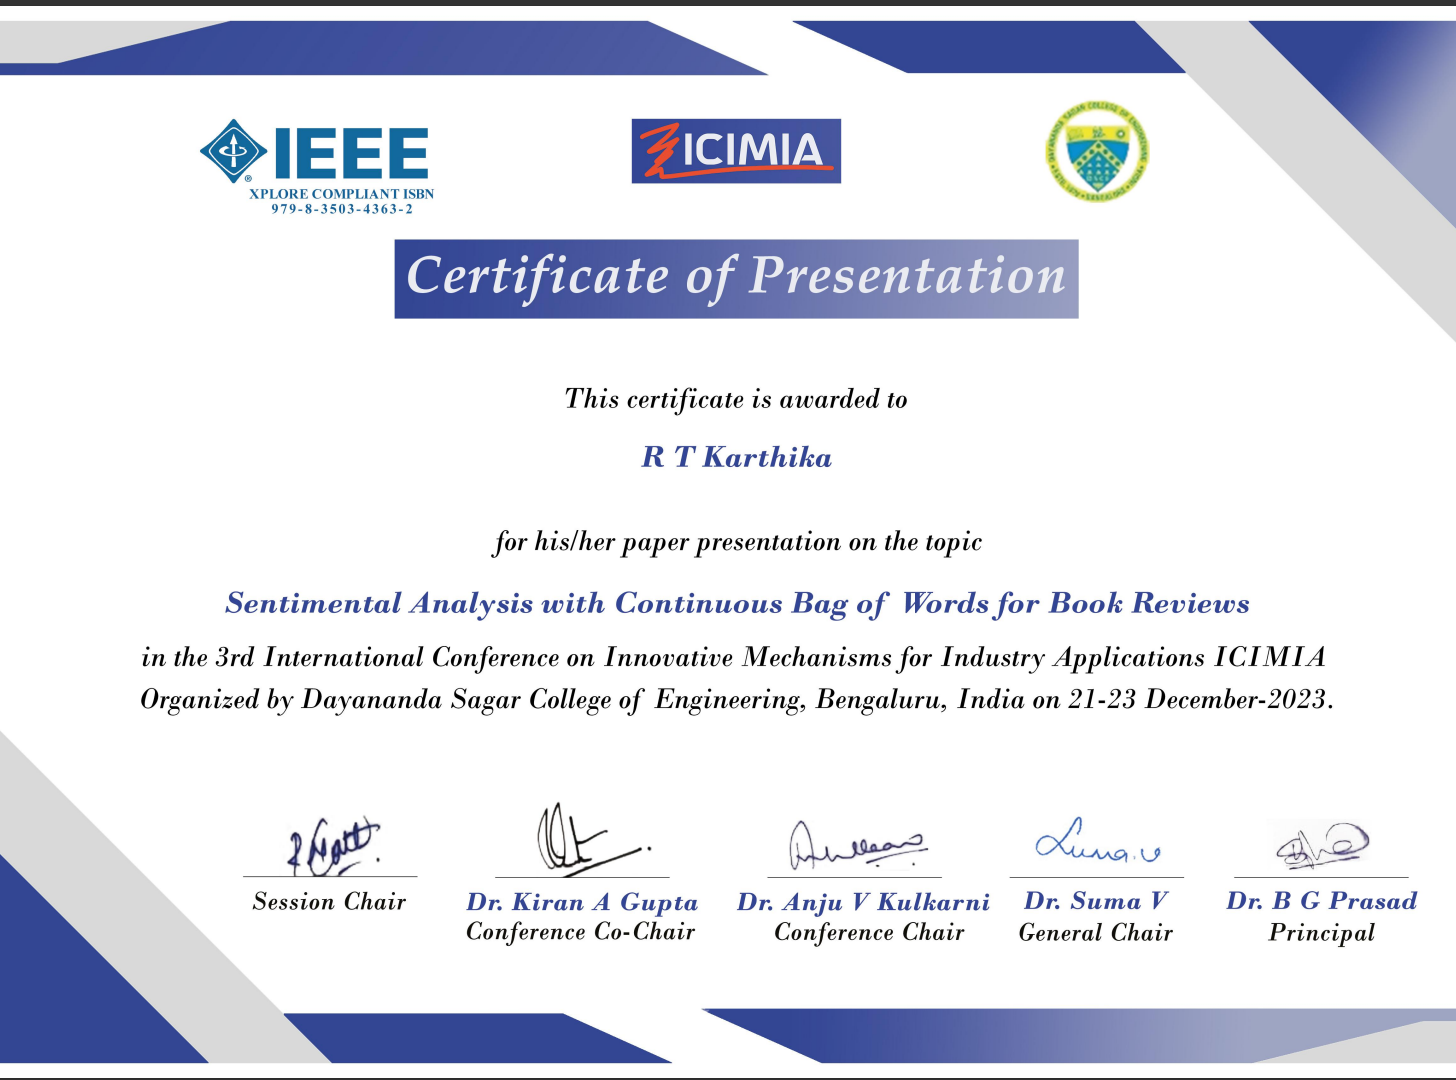 IEEE
XPLORE COMPLIANT ISBN
979-8-3503-4363-2
ICIMIA
Certificate of Presentation
This certificate is awarded to
R T Karthika
for his/her paper presentation on the topic
Sentimental Analysis with Continuous Bag of Words for Book Reviews
in the 3rd International Conference on Innovative Mechanisms for Industry Applications ICIMIA
Organized by Dayananda Sagar College of Engineering, Bengaluru, India on 21-23 December-2023.
Suma.v
Session Chair
Dr. Kiran A Gupta
Conference Co-Chair
Dr. Anju V Kulkarni
Conference Chair
Dr. Suma V
General Chair
Dr. B G Prasad
Principal